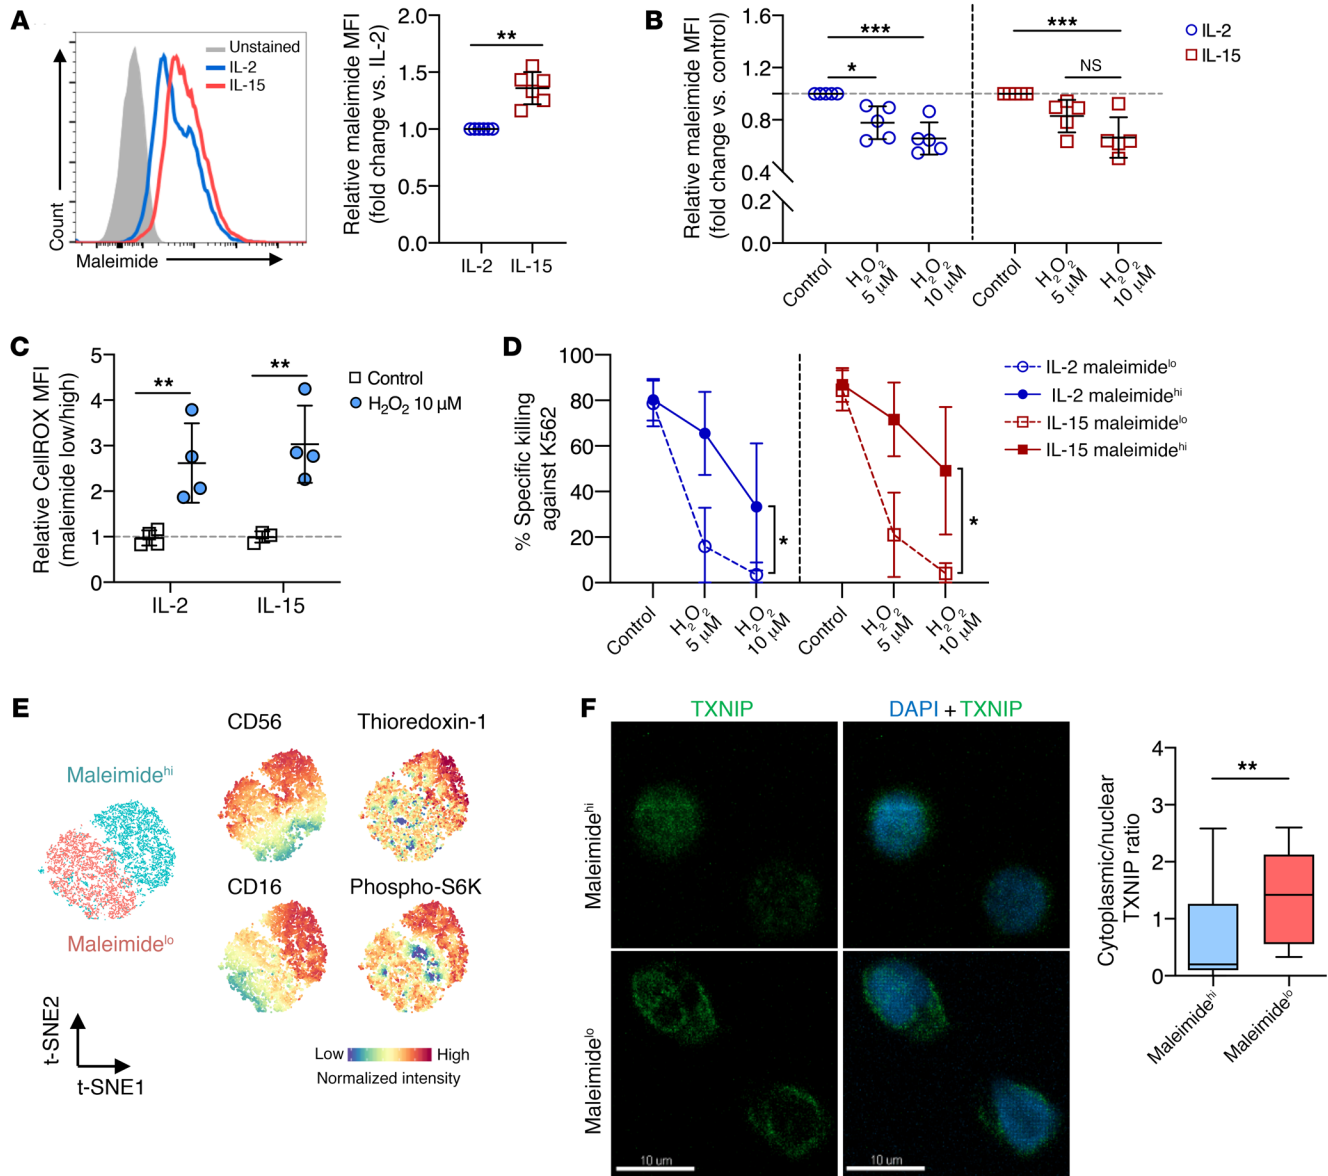 A
Unstained
IL-2
IL-15
Count
Maleimide
Relative maleimide MFI
(fold change vs. IL-2)
2.0
1.5
1.0
0.5
0.0
**
IL-2
IL-15
B
Relative maleimide MFI
(fold change vs. control)
1.6
1.2
0.8
0.4
0.2
0.0
***
*
***
NS
IL-2
IL-15
Control
H2O2
5 µM
H2O2
10 µM
Control
H2O2
5 µM
H2O2
10 µM
C
Relative CellROX MFI
(maleimide low/high)
5
4
3
2
1
0
**
**
Control
H2O2 10 µM
IL-2
IL-15
D
% Specific killing
against K562
100
80
60
40
20
0
*
*
IL-2 maleimidelo
IL-2 maleimidehi
IL-15 maleimidelo
IL-15 maleimidehi
Control
H2O2
5 µM
H2O2
10 µM
Control
H2O2
5 µM
H2O2
10 µM
E
Maleimidehi
Maleimidelo
CD56
Thioredoxin-1
CD16
Phospho-S6K
t-SNE2
t-SNE1
Low
High
Normalized intensity
F
TXNIP
DAPI + TXNIP
Maleimidehi
Maleimidelo
10 um
10 um
Cytoplasmic/nuclear
TXNIP ratio
4
3
2
1
0
**
Maleimidehi
Maleimidelo